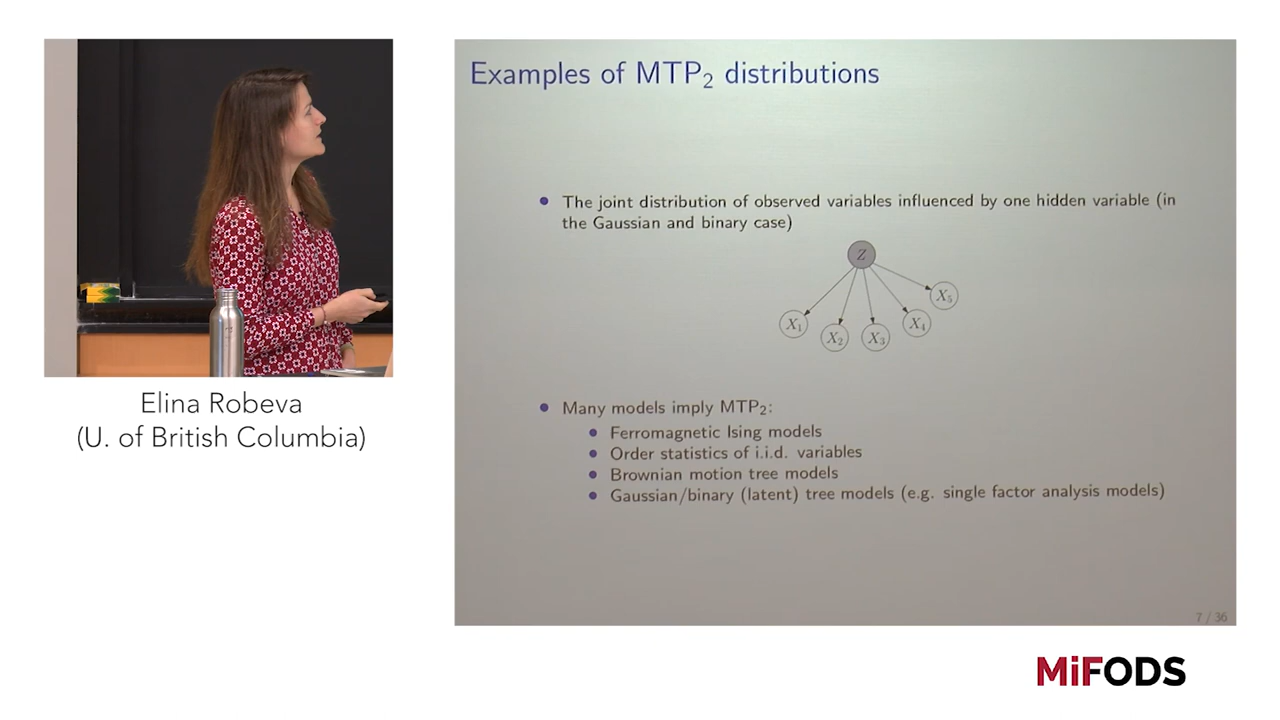 Examples of MTP₂ distributions
• The joint distribution of observed variables influenced by one hidden variable (in
the Gaussian and binary case)
Z
X₁
X₂
X₃
X₄
X₅
• Many models imply MTP₂:
• Ferromagnetic Ising models
• Order statistics of i.i.d. variables
• Brownian motion tree models
• Gaussian/binary (latent) tree models (e.g. single factor analysis models)
7 / 36
Elina Robeva
(U. of British Columbia)
MiFODS